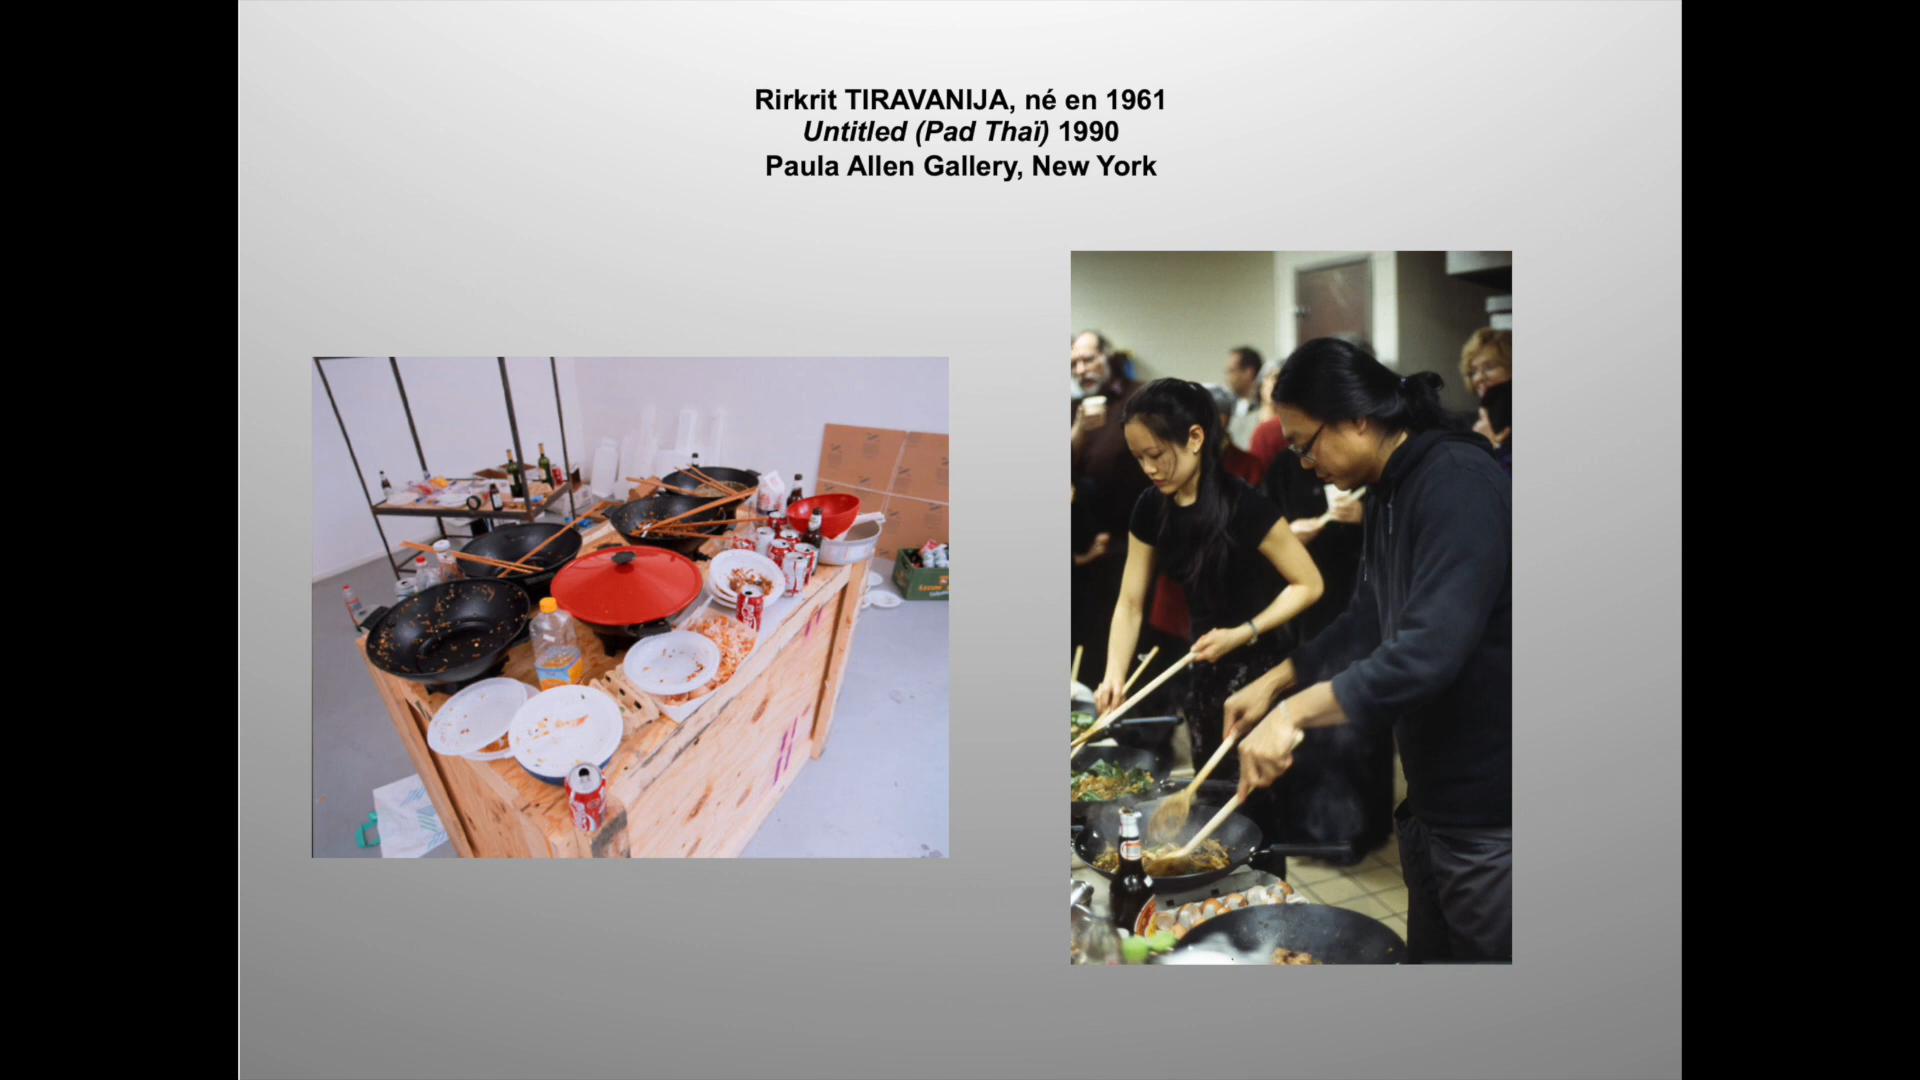 Rirkrit TIRAVANIJA, né en 1961
Untitled (Pad Thaï) 1990
Paula Allen Gallery, New York